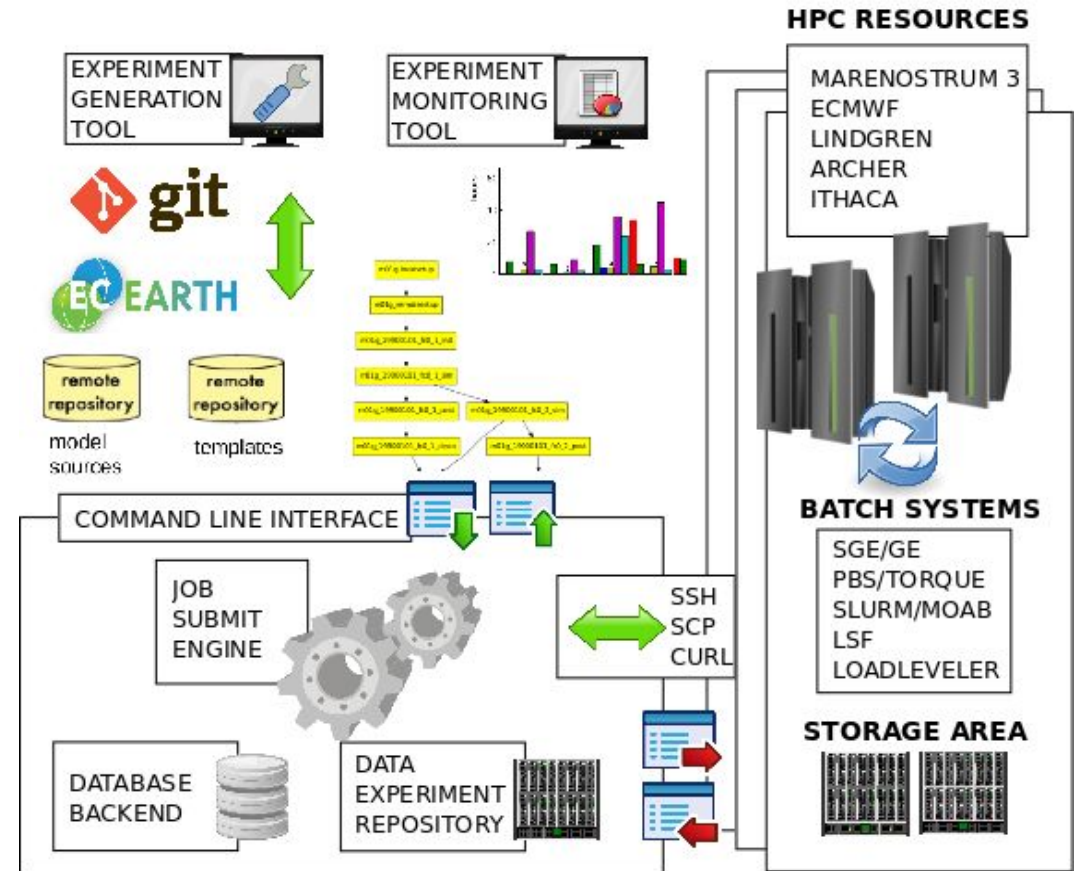 HPC RESOURCES
EXPERIMENT
GENERATION
TOOL
EXPERIMENT
MONITORING
TOOL
MARENOSTRUM 3
ECMWF
LINDGREN
ARCHER
ITHACA
git
EC EARTH
remote
repository
model
sources
remote
repository
templates
COMMAND LINE INTERFACE
JOB
SUBMIT
ENGINE
SSH
SCP
CURL
DATABASE
BACKEND
DATA
EXPERIMENT
REPOSITORY
BATCH SYSTEMS
SGE/GE
PBS/TORQUE
SLURM/MOAB
LSF
LOADLEVELER
STORAGE AREA